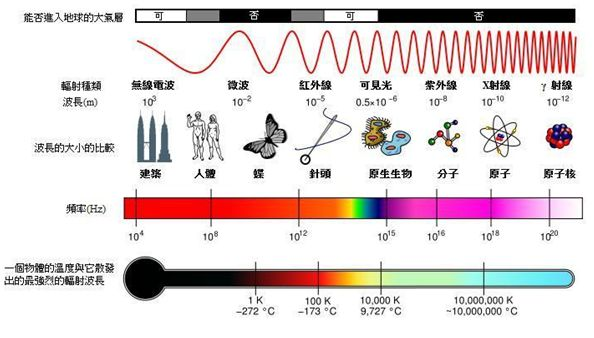 能否進入地球的大氣層 可 否 可 否
輻射種類 無線電波 微波 紅外線 可見光 紫外線 X射線 γ 射線
波長(m) 10³ 10⁻² 10⁻⁵ 0.5×10⁻⁶ 10⁻⁸ 10⁻¹⁰ 10⁻¹²
波長的大小的比較
建築 人體 蝶 針頭 原生生物 分子 原子 原子核
頻率(Hz)
10⁴ 10⁸ 10¹² 10¹⁵ 10¹⁶ 10¹⁸ 10²⁰
一個物體的溫度與它散發
出的最強烈的輻射波長
1 K 100 K 10,000 K 10,000,000 K
−272 °C −173 °C 9,727 °C ~10,000,000 °C